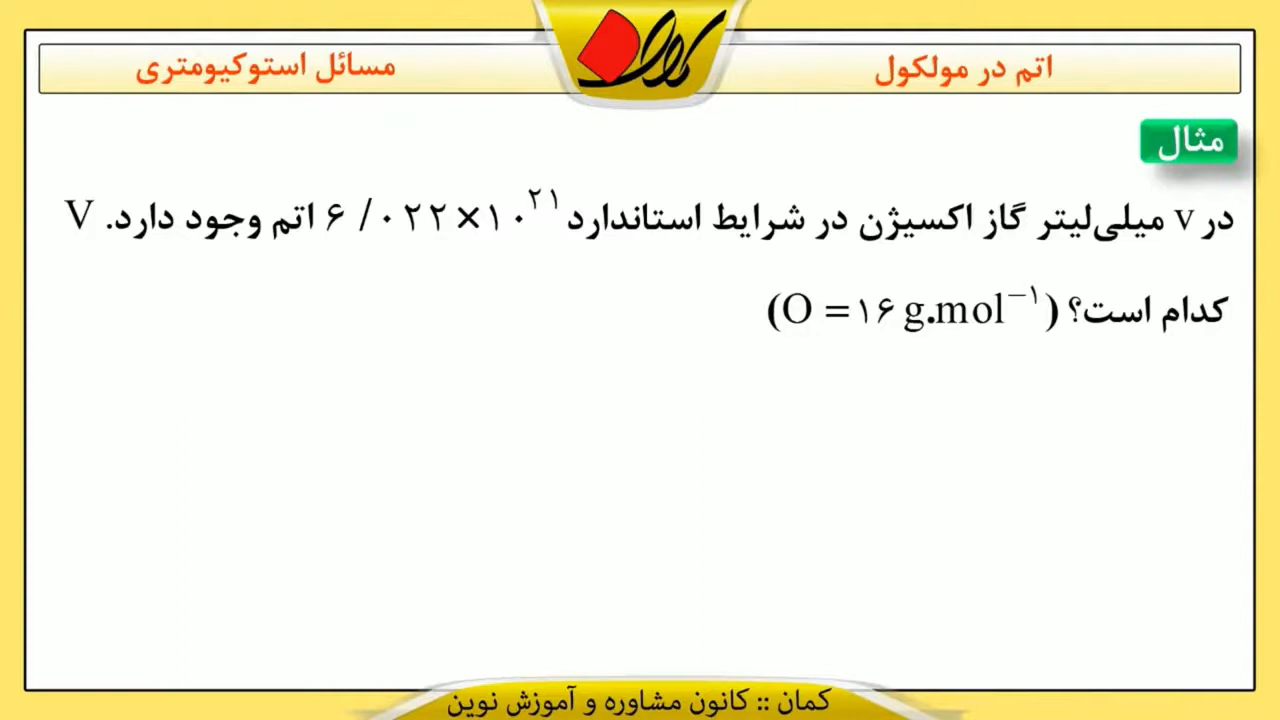 اتم در مولکول
مسائل استوکیومتری
کمان
مثال
در v میلی‌لیتر گاز اکسیژن در شرایط استاندارد ۶/۰۲۲×۱۰^۲۱ اتم وجود دارد. V
کدام است؟ (O = ۱۶ g.mol^−۱)
کمان :: کانون مشاوره و آموزش نوین